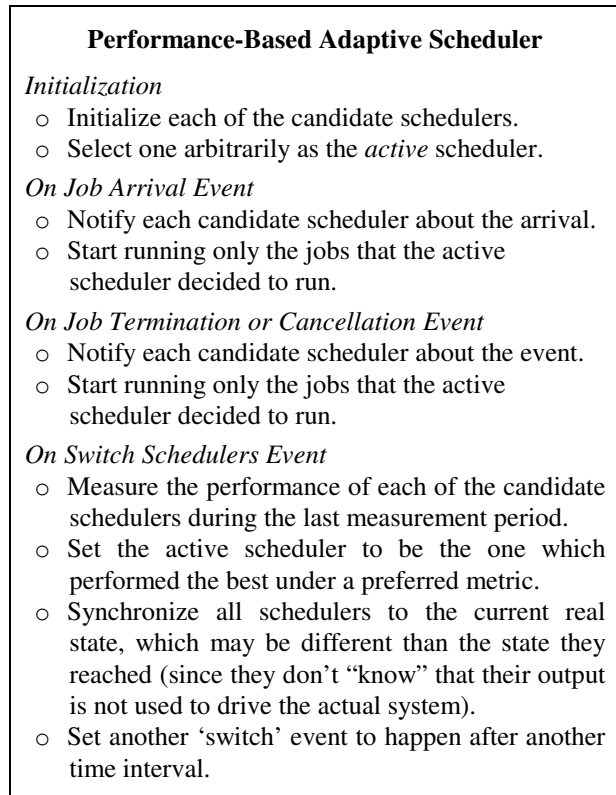 Performance-Based Adaptive Scheduler
Initialization
o Initialize each of the candidate schedulers.
o Select one arbitrarily as the active scheduler.
On Job Arrival Event
o Notify each candidate scheduler about the arrival.
o Start running only the jobs that the active
scheduler decided to run.
On Job Termination or Cancellation Event
o Notify each candidate scheduler about the event.
o Start running only the jobs that the active
scheduler decided to run.
On Switch Schedulers Event
o Measure the performance of each of the candidate
schedulers during the last measurement period.
o Set the active scheduler to be the one which
performed the best under a preferred metric.
o Synchronize all schedulers to the current real
state, which may be different than the state they
reached (since they don’t “know” that their output
is not used to drive the actual system).
o Set another ‘switch’ event to happen after another
time interval.